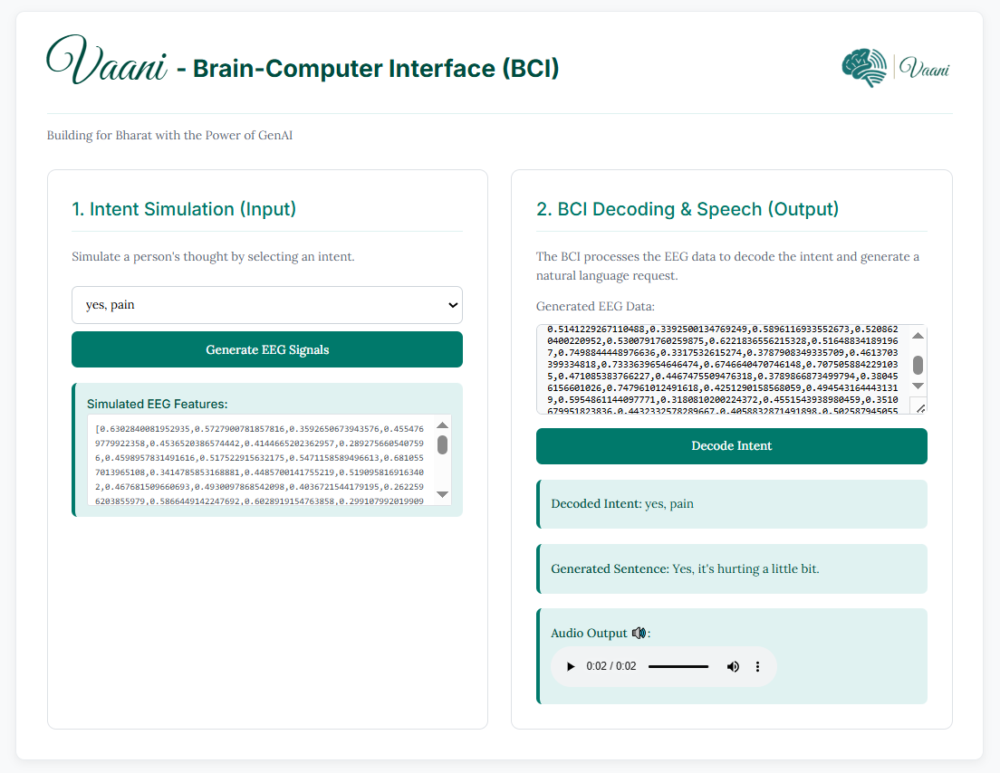 Vaani - Brain-Computer Interface (BCI)
Vaani
Building for Bharat with the Power of GenAI
1. Intent Simulation (Input)
Simulate a person's thought by selecting an intent.
yes, pain
Generate EEG Signals
Simulated EEG Features:
[0.6302840081952935,0.5727900781857816,0.3592650673943576,0.455476
9779922358,0.4536520386574442,0.4144665202362957,0.289275660540759
6,0.4598957831491616,0.517522915632175,0.5471158589496613,0.681055
7013965108,0.3414785853168881,0.4485700141755219,0.519095816916340
2,0.467681509660693,0.4930097868542098,0.4036721544179195,0.262259
6203855979,0.5866449142247692,0.6028919154763858,0.299107992019909
2. BCI Decoding & Speech (Output)
The BCI processes the EEG data to decode the intent and generate a
natural language request.
Generated EEG Data:
0.5141229267110488,0.3392500134769249,0.5896116933552673,0.520862
0400220952,0.5300791760259875,0.6221836556215328,0.51648834189196
7,0.7498844448976636,0.3317532615274,0.3787908349335709,0.4613703
399334818,0.7333639654646474,0.6746640470746148,0.707505884229103
5,0.471085383766227,0.4467475509476318,0.3789866873499794,0.38045
6156601026,0.747961012491618,0.4251290158568059,0.494543164443131
9,0.5954861144097771,0.3180810200224372,0.4551543938980459,0.3510
679951823836,0.4432332578289667,0.4058832871491898,0.502587945055
Decode Intent
Decoded Intent: yes, pain
Generated Sentence: Yes, it's hurting a little bit.
Audio Output 🔊:
0:02 / 0:02